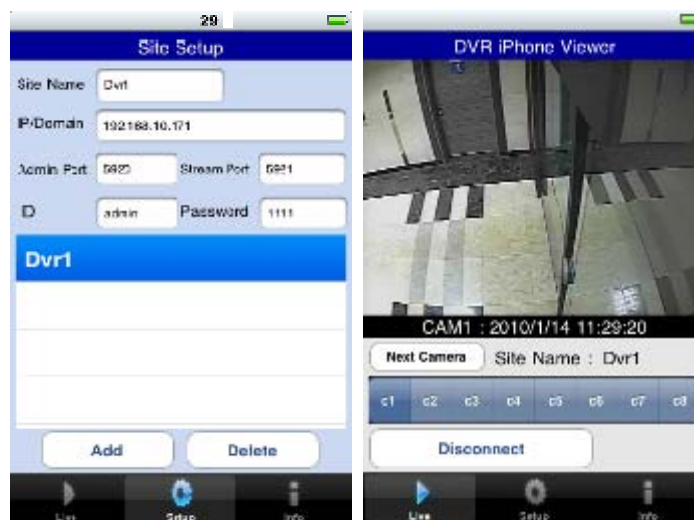 29
Site Setup
Site Name Dvr1
IP/Domain 192.168.10.171
Admin Port Stream Port
ID admin Password 1111
Dvr1
Add Delete
Live Setup Info
DVR iPhone Viewer
CAM1 : 2010/1/14 11:29:20
Next Camera Site Name : Dvr1
c1 c2 c3 c4 c5 c6 c7 c8
Disconnect
Live Setup Info